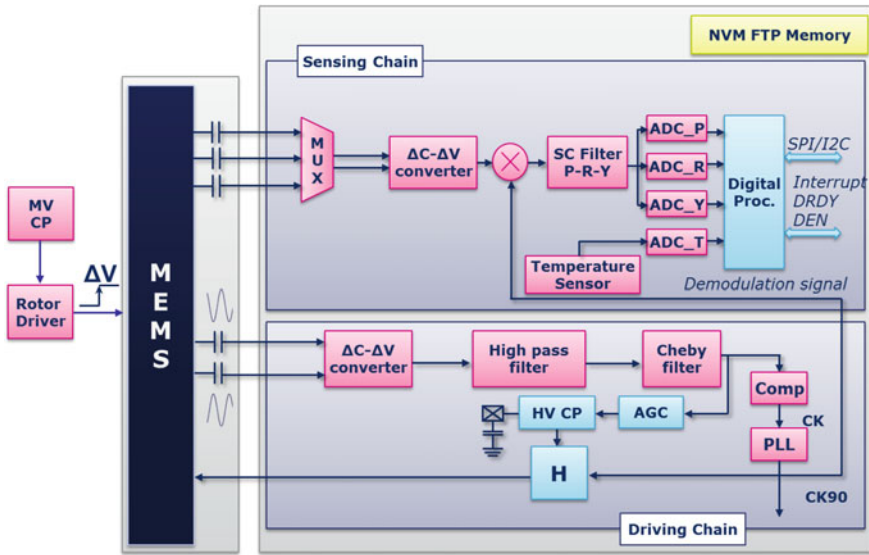 NVM FTP Memory
Sensing Chain
MUX
ΔC-ΔV
converter
SC Filter
P-R-Y
ADC_P
ADC_R
ADC_Y
ADC_T
Digital
Proc.
SPI/I2C
Interrupt
DRDY
DEN
Temperature
Sensor
Demodulation signal
MV
CP
ΔV
Rotor
Driver
MEMS
ΔC-ΔV
converter
High pass
filter
Cheby
filter
Comp
HV CP
AGC
CK
PLL
H
CK90
Driving Chain